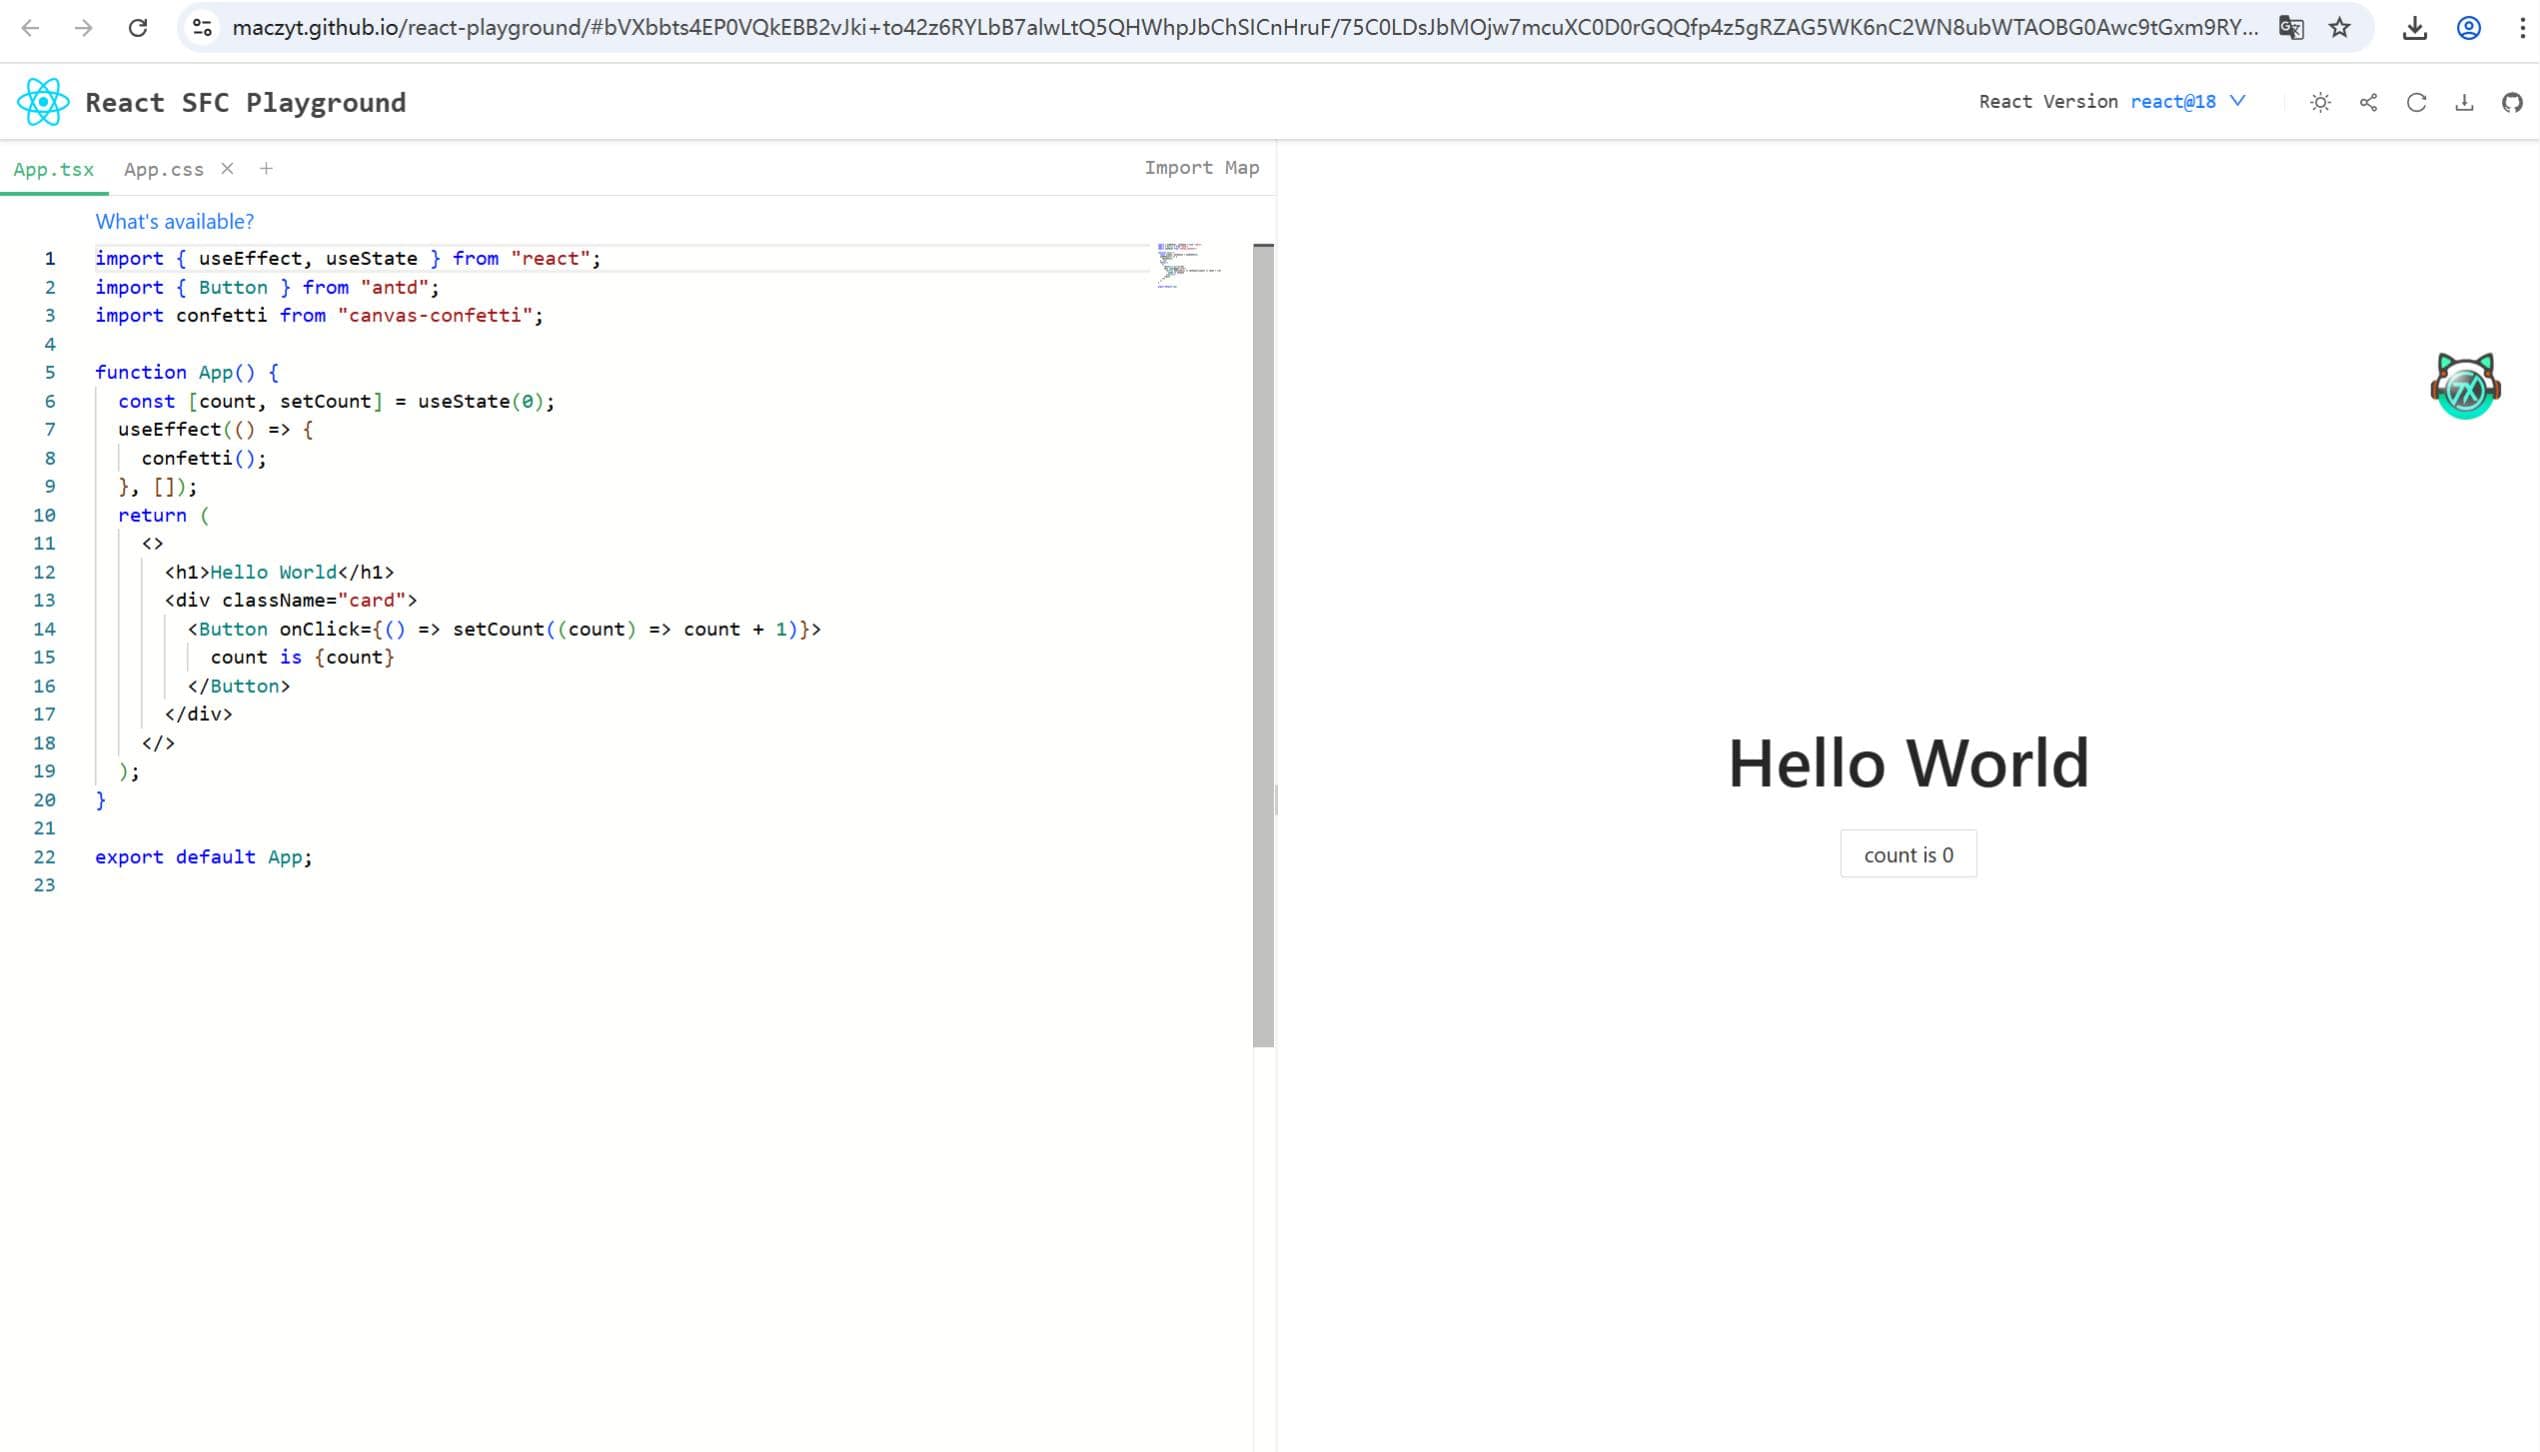 maczyt.github.io/react-playground/#bVXbbts4EP0VQkEBB2vJki+to42z6RYLbB7alwLtQ5QHWhpJbChSICnHruF/75C0LDsJbMOjw7mcuXC0D0rGQQfp4z5gRZAG5WK6nC2WN8ubWTAOBG0Awc9tGxm9RY...
React SFC Playground
React Version react@18
App.tsx App.css × +
Import Map
What's available?
1 import { useEffect, useState } from "react";
2 import { Button } from "antd";
3 import confetti from "canvas-confetti";
4
5 function App() {
6 const [count, setCount] = useState(0);
7 useEffect(() => {
8 confetti();
9 }, []);
10 return (
11 <>
12 <h1>Hello World</h1>
13 <div className="card">
14 <Button onClick={() => setCount((count) => count + 1)}>
15 count is {count}
16 </Button>
17 </div>
18 </>
19 );
20 }
21
22 export default App;
23
Hello World
count is 0